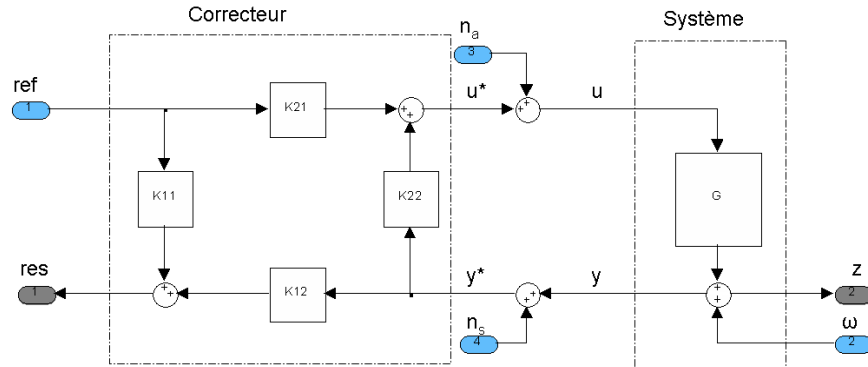 Correcteur
Système
n_a
3
ref
1
K21
u*
u
K11
K22
G
res
1
K12
y*
y
z
2
n_s
4
ω
2